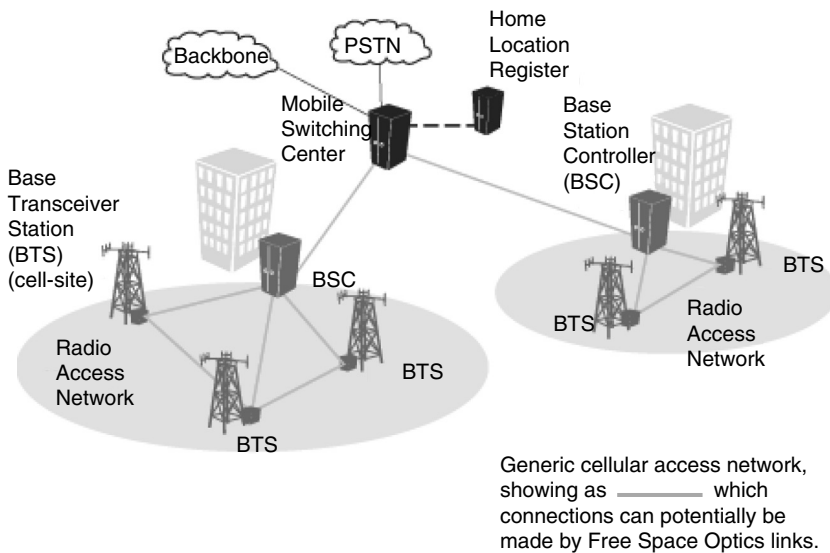 Backbone
PSTN
Home
Location
Register
Mobile
Switching
Center
Base
Station
Controller
(BSC)
Base
Transceiver
Station
(BTS)
(cell-site)
BSC
BTS
Radio
Access
Network
BTS
BTS
BTS
Radio
Access
Network
Generic cellular access network,
showing as which
connections can potentially be
made by Free Space Optics links.